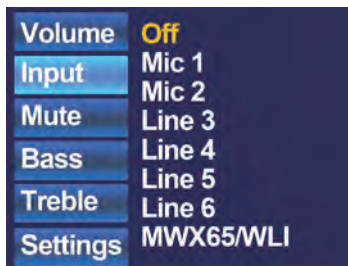 Volume
Input
Mute
Bass
Treble
Settings
Off
Mic 1
Mic 2
Line 3
Line 4
Line 5
Line 6
MWX65/WLI